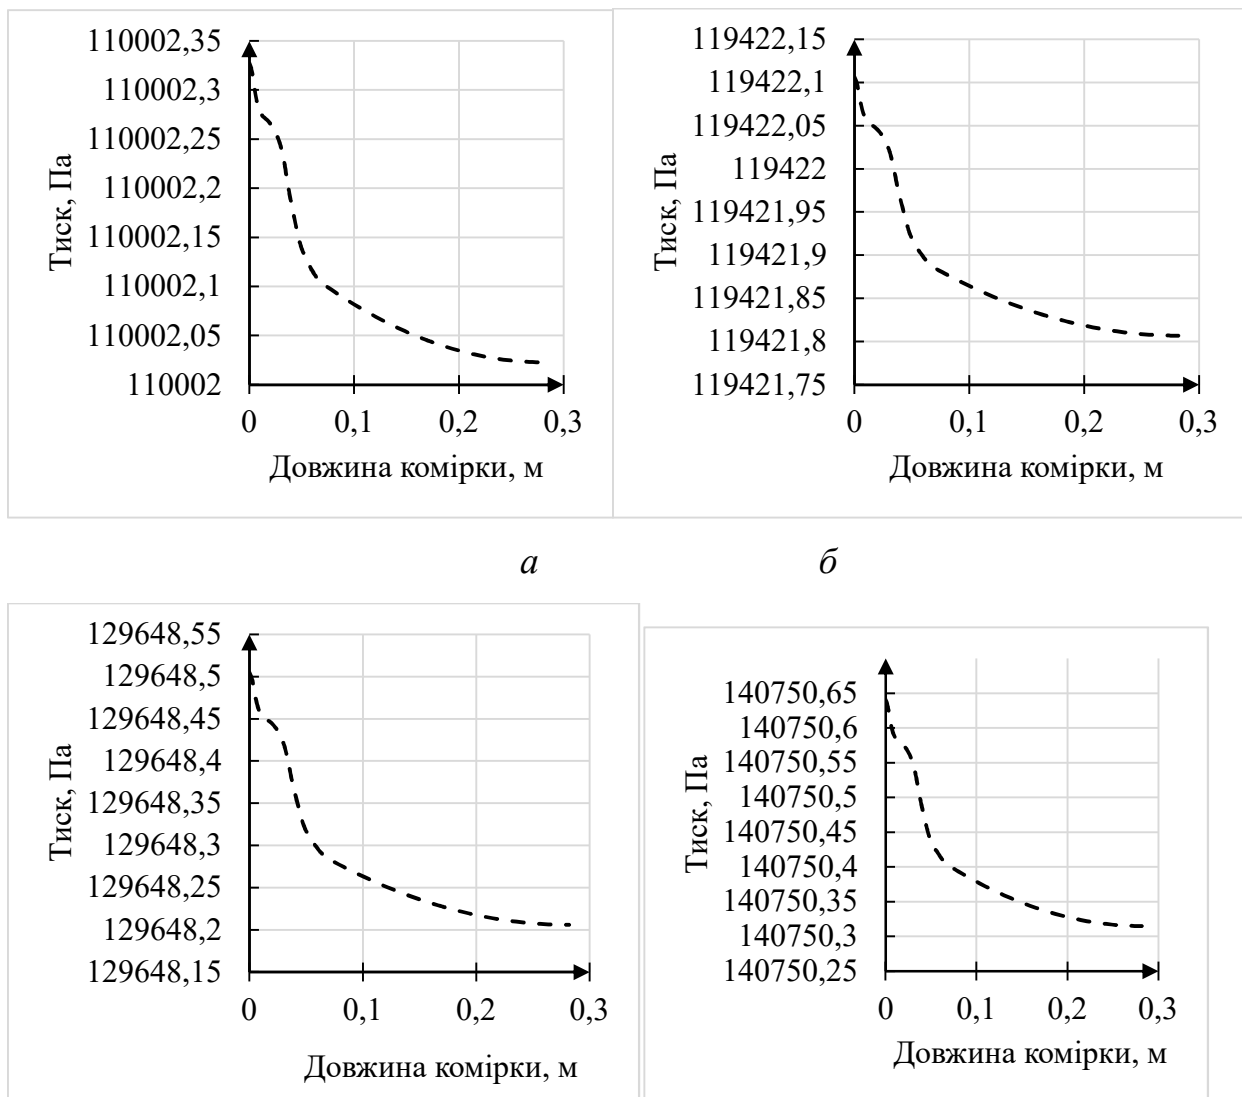 110002,35
110002,3
110002,25
110002,2
110002,15
110002,1
110002,05
110002
Тиск, Па
0 0,1 0,2 0,3
Довжина комірки, м
119422,15
119422,1
119422,05
119422
119421,95
119421,9
119421,85
119421,8
119421,75
Тиск, Па
0 0,1 0,2 0,3
Довжина комірки, м
а б
129648,55
129648,5
129648,45
129648,4
129648,35
129648,3
129648,25
129648,2
129648,15
Тиск, Па
0 0,1 0,2 0,3
Довжина комірки, м
140750,65
140750,6
140750,55
140750,5
140750,45
140750,4
140750,35
140750,3
140750,25
Тиск, Па
0 0,1 0,2 0,3
Довжина комірки, м